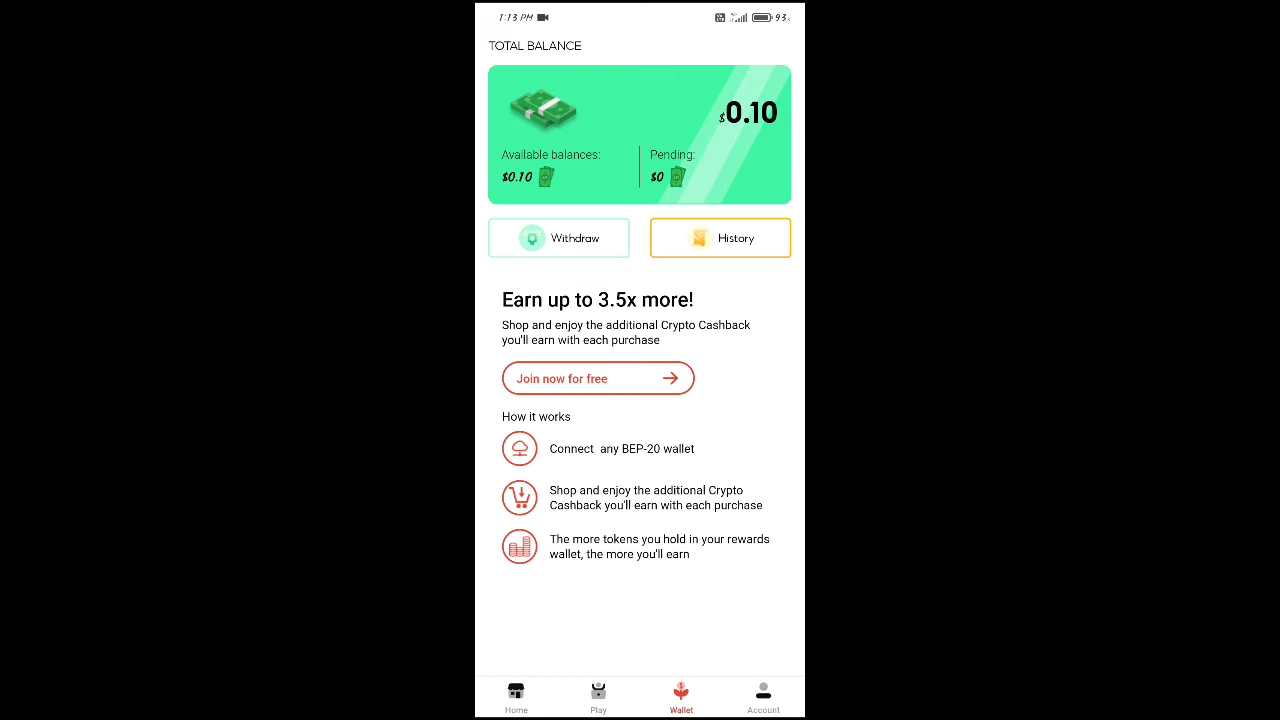 1:13 PM
93
TOTAL BALANCE
$0.10
Available balances:
$0.10
Pending:
$0
Withdraw
History
Earn up to 3.5x more!
Shop and enjoy the additional Crypto Cashback
you'll earn with each purchase
Join now for free
How it works
Connect any BEP-20 wallet
Shop and enjoy the additional Crypto
Cashback you'll earn with each purchase
The more tokens you hold in your rewards
wallet, the more you'll earn
Home
Play
Wallet
Account